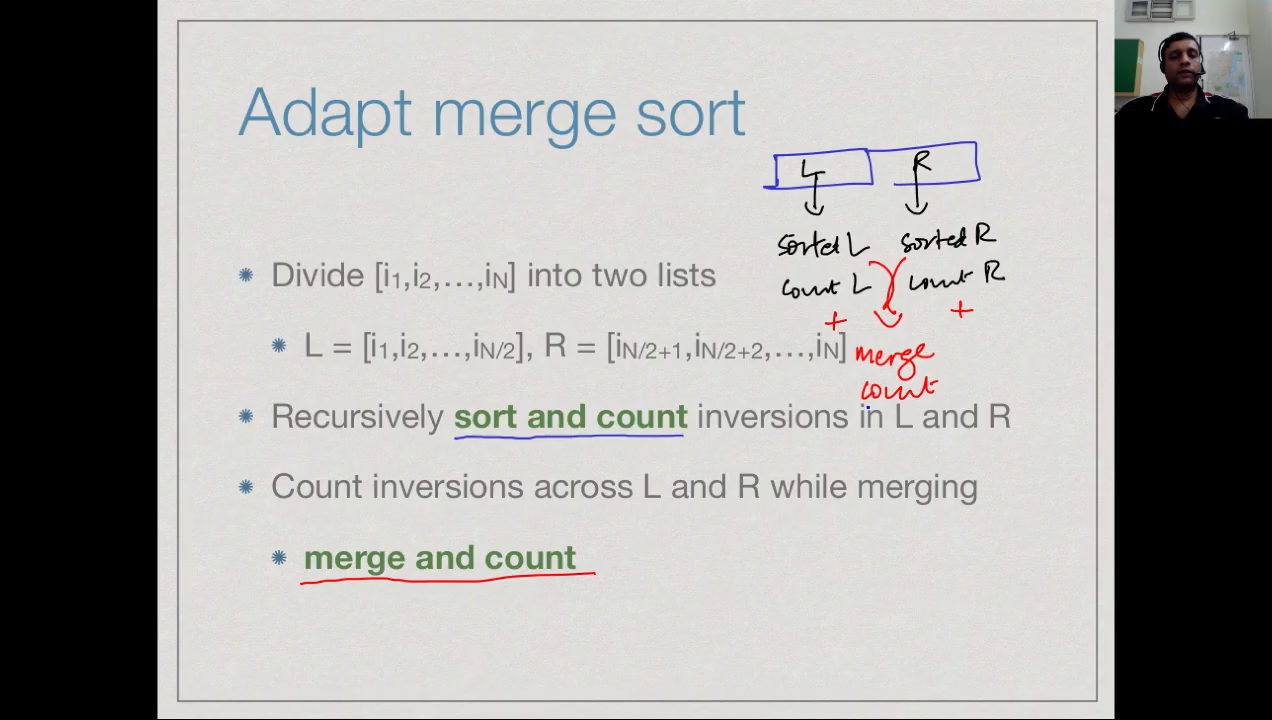 Adapt merge sort
L R
sorted L sorted R
count L count R
+ +
merge
count
Divide [i1,i2,…,iN] into two lists
L = [i1,i2,…,iN/2], R = [iN/2+1,iN/2+2,…,iN]
Recursively sort and count inversions in L and R
Count inversions across L and R while merging
merge and count